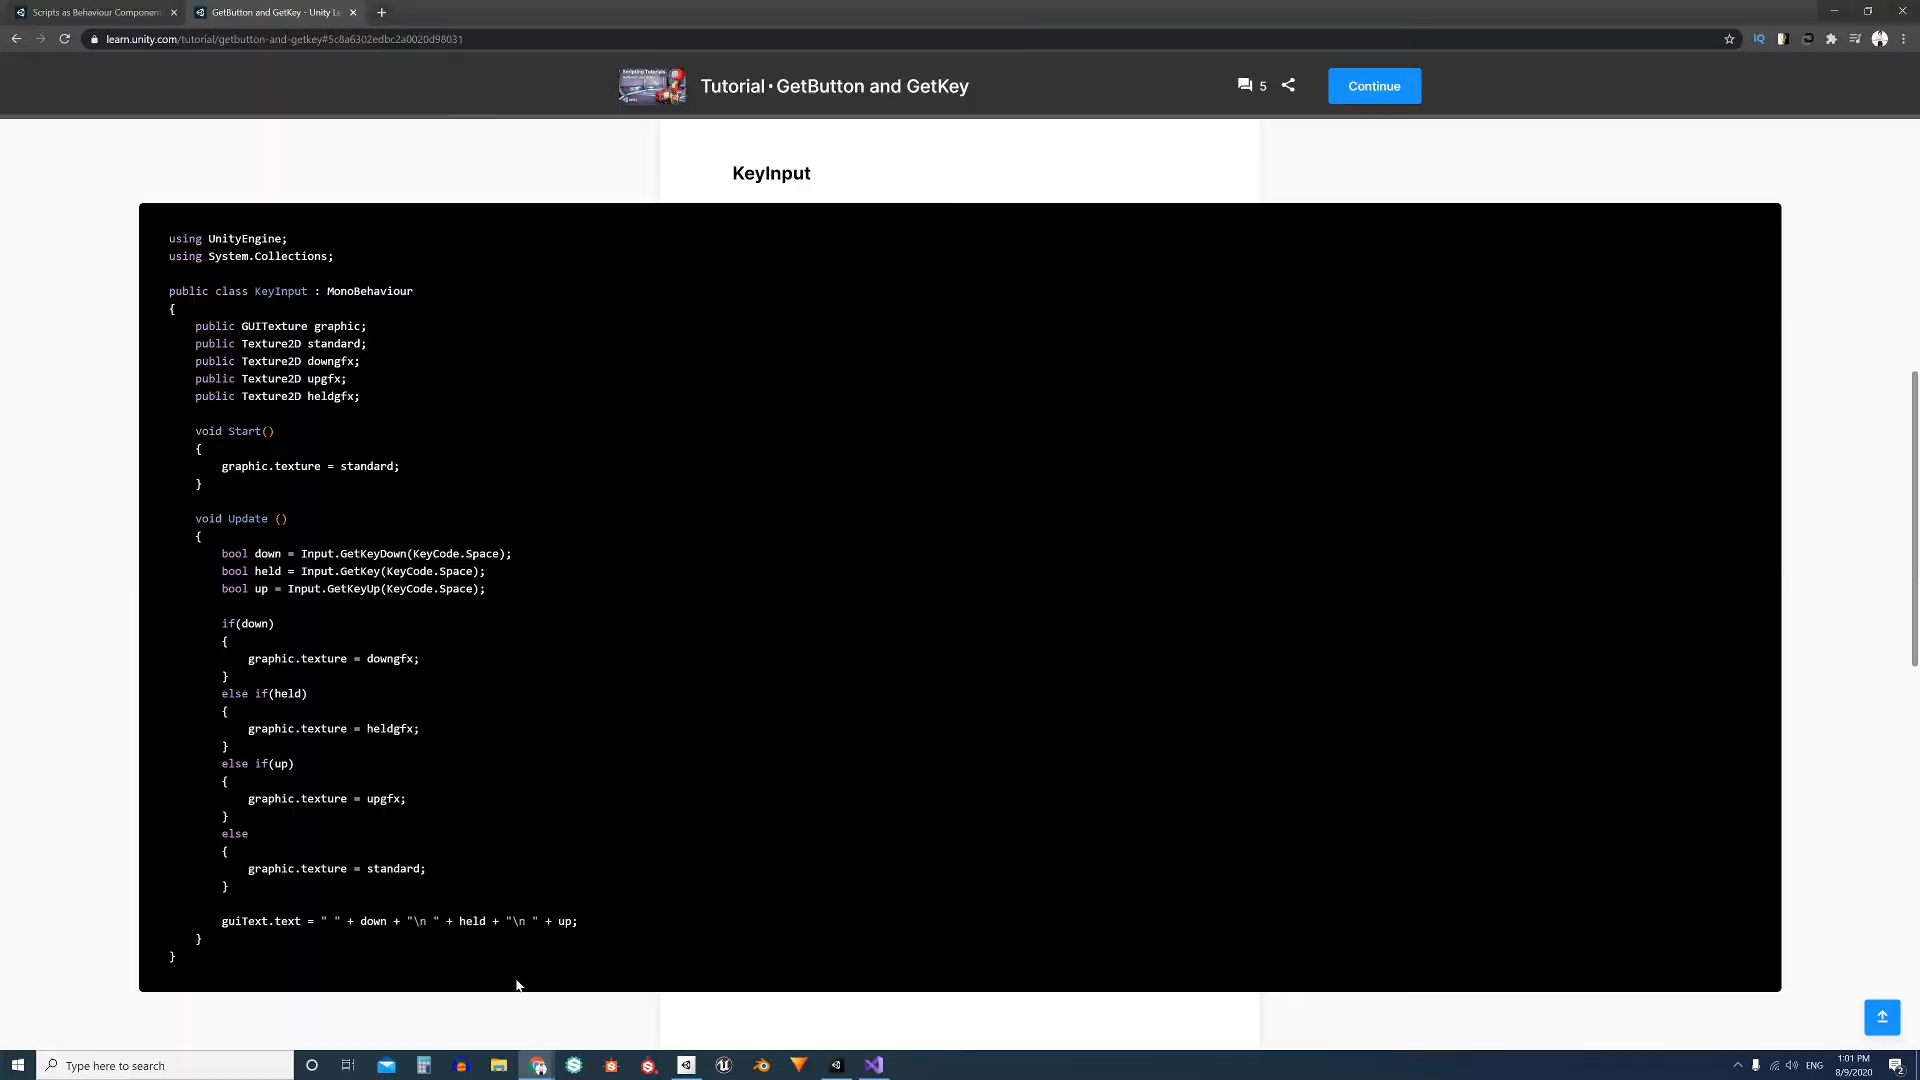 Scripts as Behaviour Component
GetButton and GetKey - Unity Le
learn.unity.com/tutorial/getbutton-and-getkey#5c8a6302edbc2a0020d98031
Scripting Tutorials
Tutorial • GetButton and GetKey
5
Continue
KeyInput
using UnityEngine;
using System.Collections;
public class KeyInput : MonoBehaviour
{
public GUITexture graphic;
public Texture2D standard;
public Texture2D downgfx;
public Texture2D upgfx;
public Texture2D heldgfx;
void Start()
{
graphic.texture = standard;
}
void Update ()
{
bool down = Input.GetKeyDown(KeyCode.Space);
bool held = Input.GetKey(KeyCode.Space);
bool up = Input.GetKeyUp(KeyCode.Space);
if(down)
{
graphic.texture = downgfx;
}
else if(held)
{
graphic.texture = heldgfx;
}
else if(up)
{
graphic.texture = upgfx;
}
else
{
graphic.texture = standard;
}
guiText.text = " " + down + "\n " + held + "\n " + up;
}
}
Type here to search
ENG
1:01 PM
8/9/2020
2